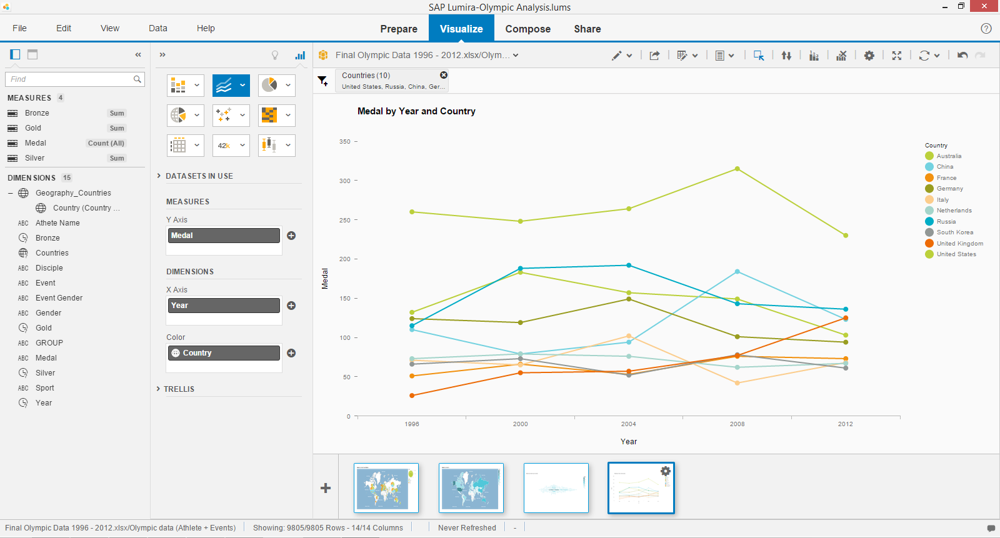 SAP Lumira-Olympic Analysis.lums
File
Edit
View
Data
Help
Prepare
Visualize
Compose
Share
Find
MEASURES 4
Bronze Sum
Gold Sum
Medal Count (All)
Silver Sum
DIMENSIONS 15
Geography_Countries
Country (Country ...
ABC Athete Name
Bronze
Countries
ABC Disciple
ABC Event
ABC Event Gender
ABC Gender
Gold
ABC GROUP
ABC Medal
Silver
ABC Sport
Year
42k
DATASETS IN USE
MEASURES
Y Axis
Medal
DIMENSIONS
X Axis
Year
Color
Country
TRELLIS
Final Olympic Data 1996 - 2012.xlsx/Olym...
Countries (10)
United States, Russia, China, Ger...
Medal by Year and Country
350
300
250
200
150
100
50
0
Medal
1996
2000
2004
2008
2012
Year
Country
Australia
China
France
Germany
Italy
Netherlands
Russia
South Korea
United Kingdom
United States
Final Olympic Data 1996 - 2012.xlsx/Olympic data (Athlete + Events)
Showing: 9805/9805 Rows - 14/14 Columns
Never Refreshed
-